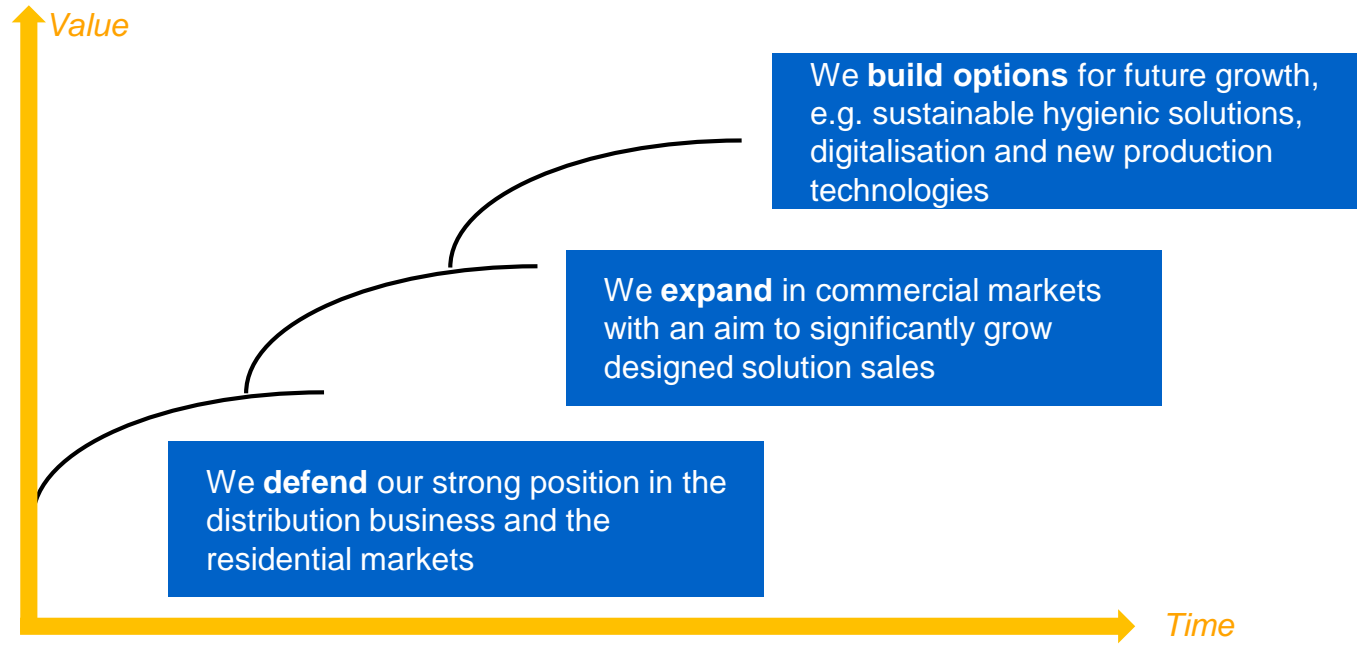 Value
We build options for future growth,
e.g. sustainable hygienic solutions,
digitalisation and new production
technologies
We expand in commercial markets
with an aim to significantly grow
designed solution sales
We defend our strong position in the
distribution business and the
residential markets
Time